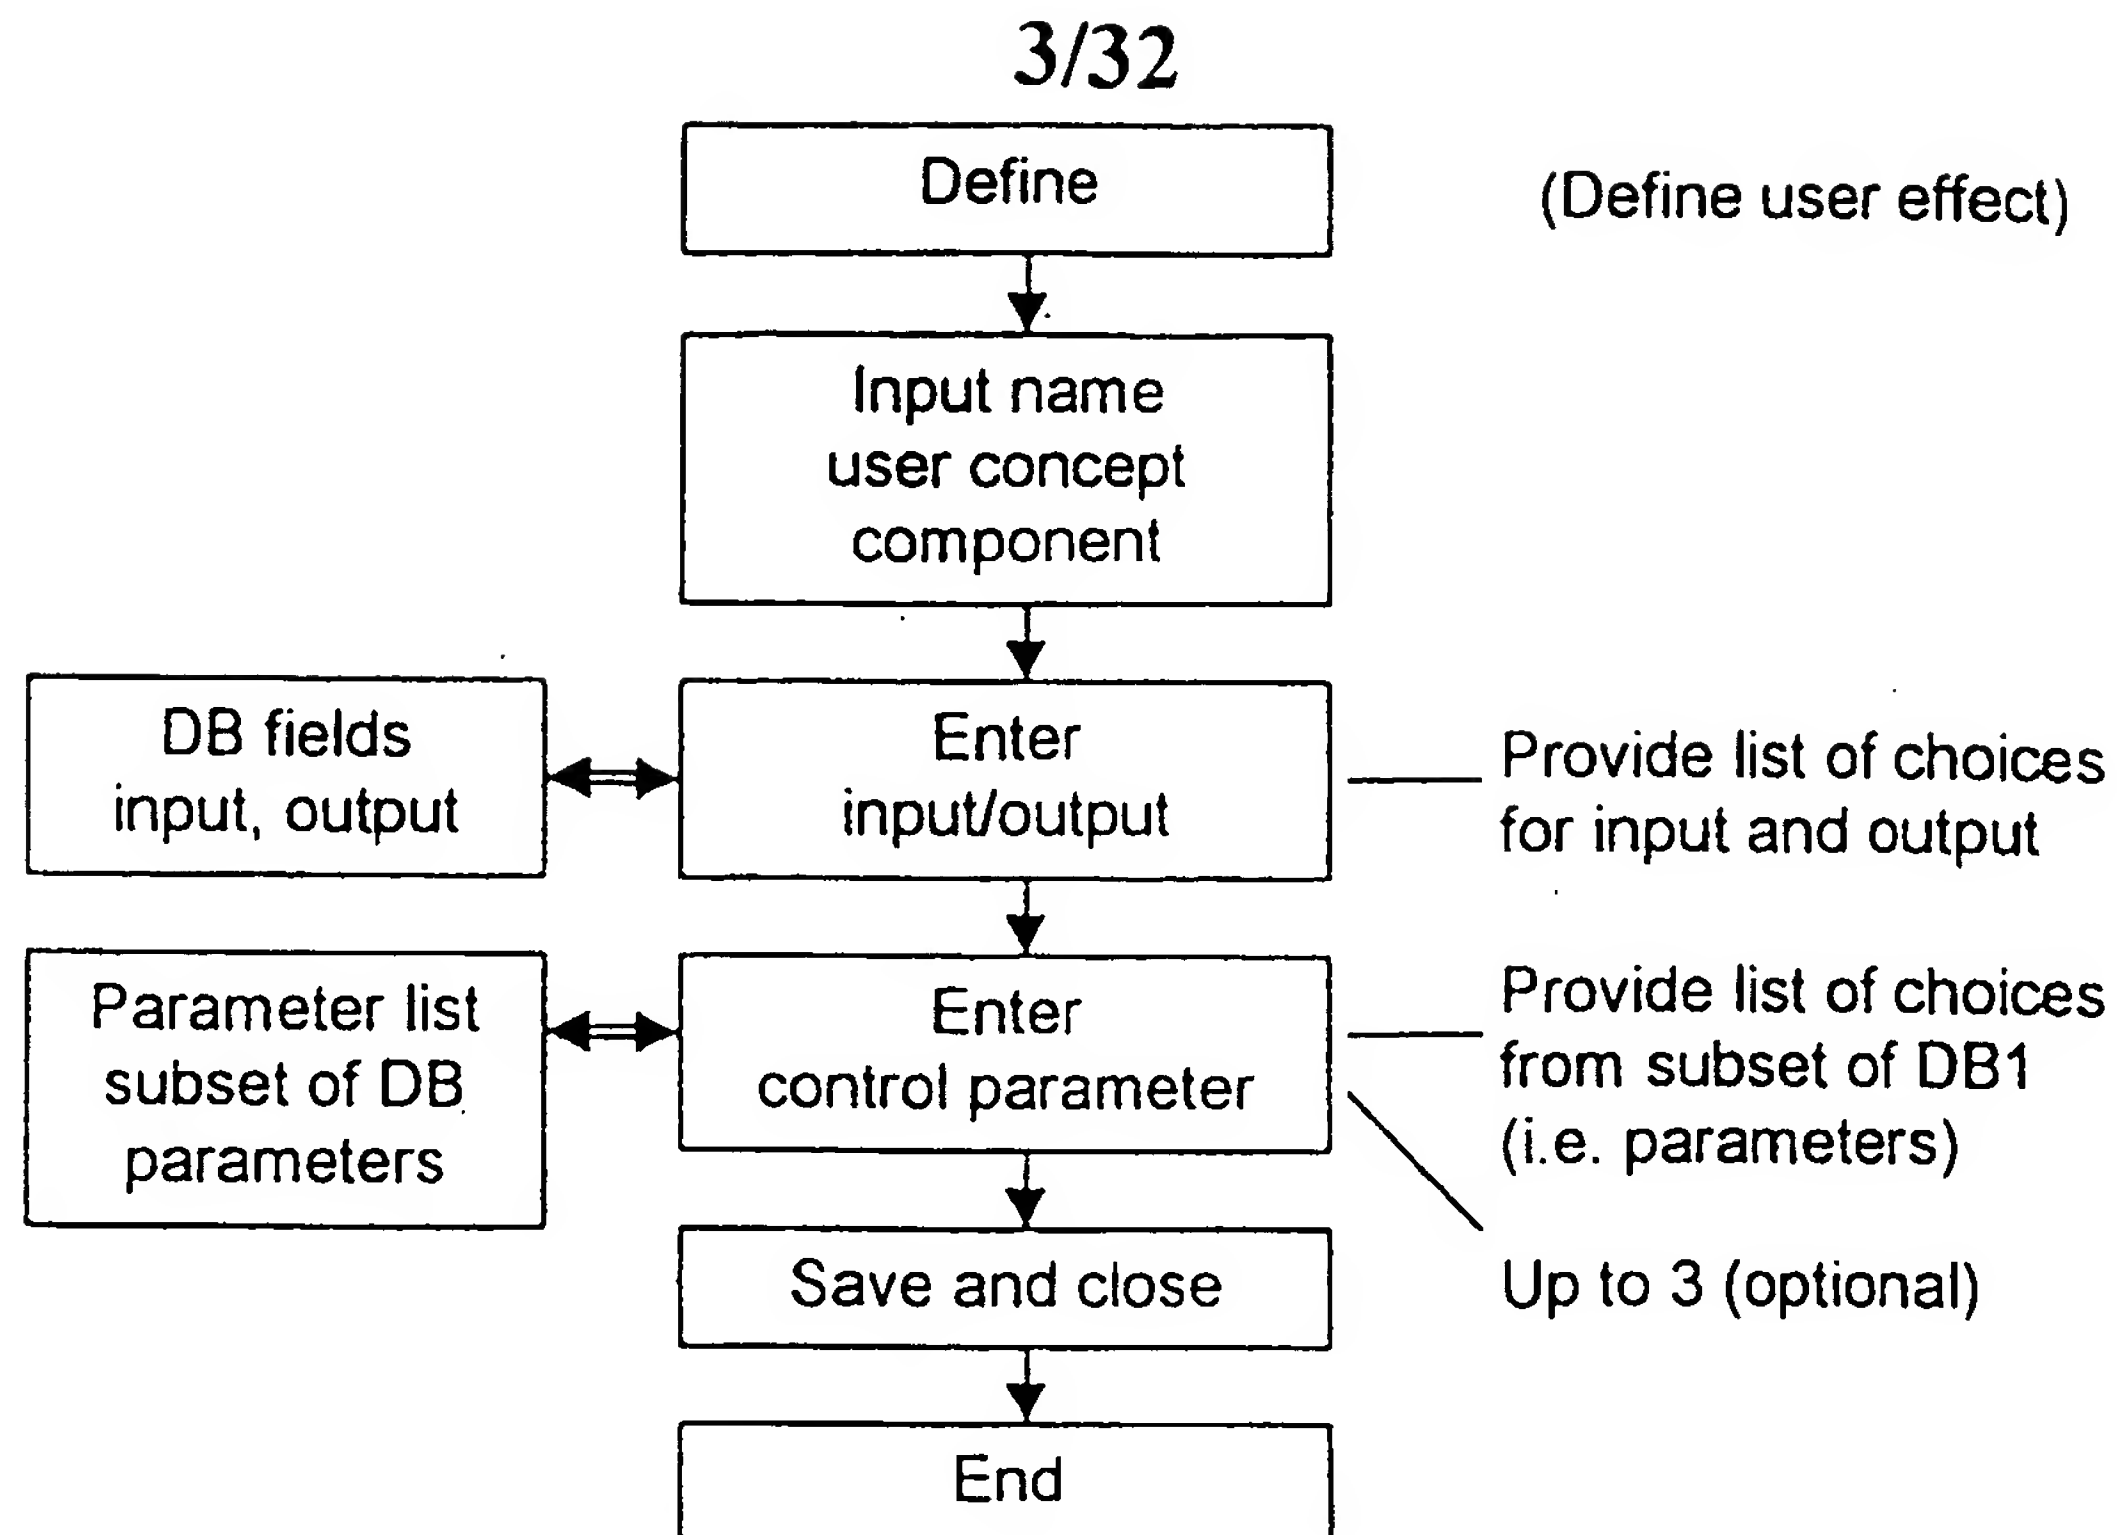 3/32
Define
(Define user effect)
Input name
user concept
component
DB fields
input, output
Enter
input/output
Provide list of choices
for input and output
Parameter list
subset of DB
parameters
Enter
control parameter
Provide list of choices
from subset of DB1
(i.e. parameters)
Up to 3 (optional)
Save and close
End